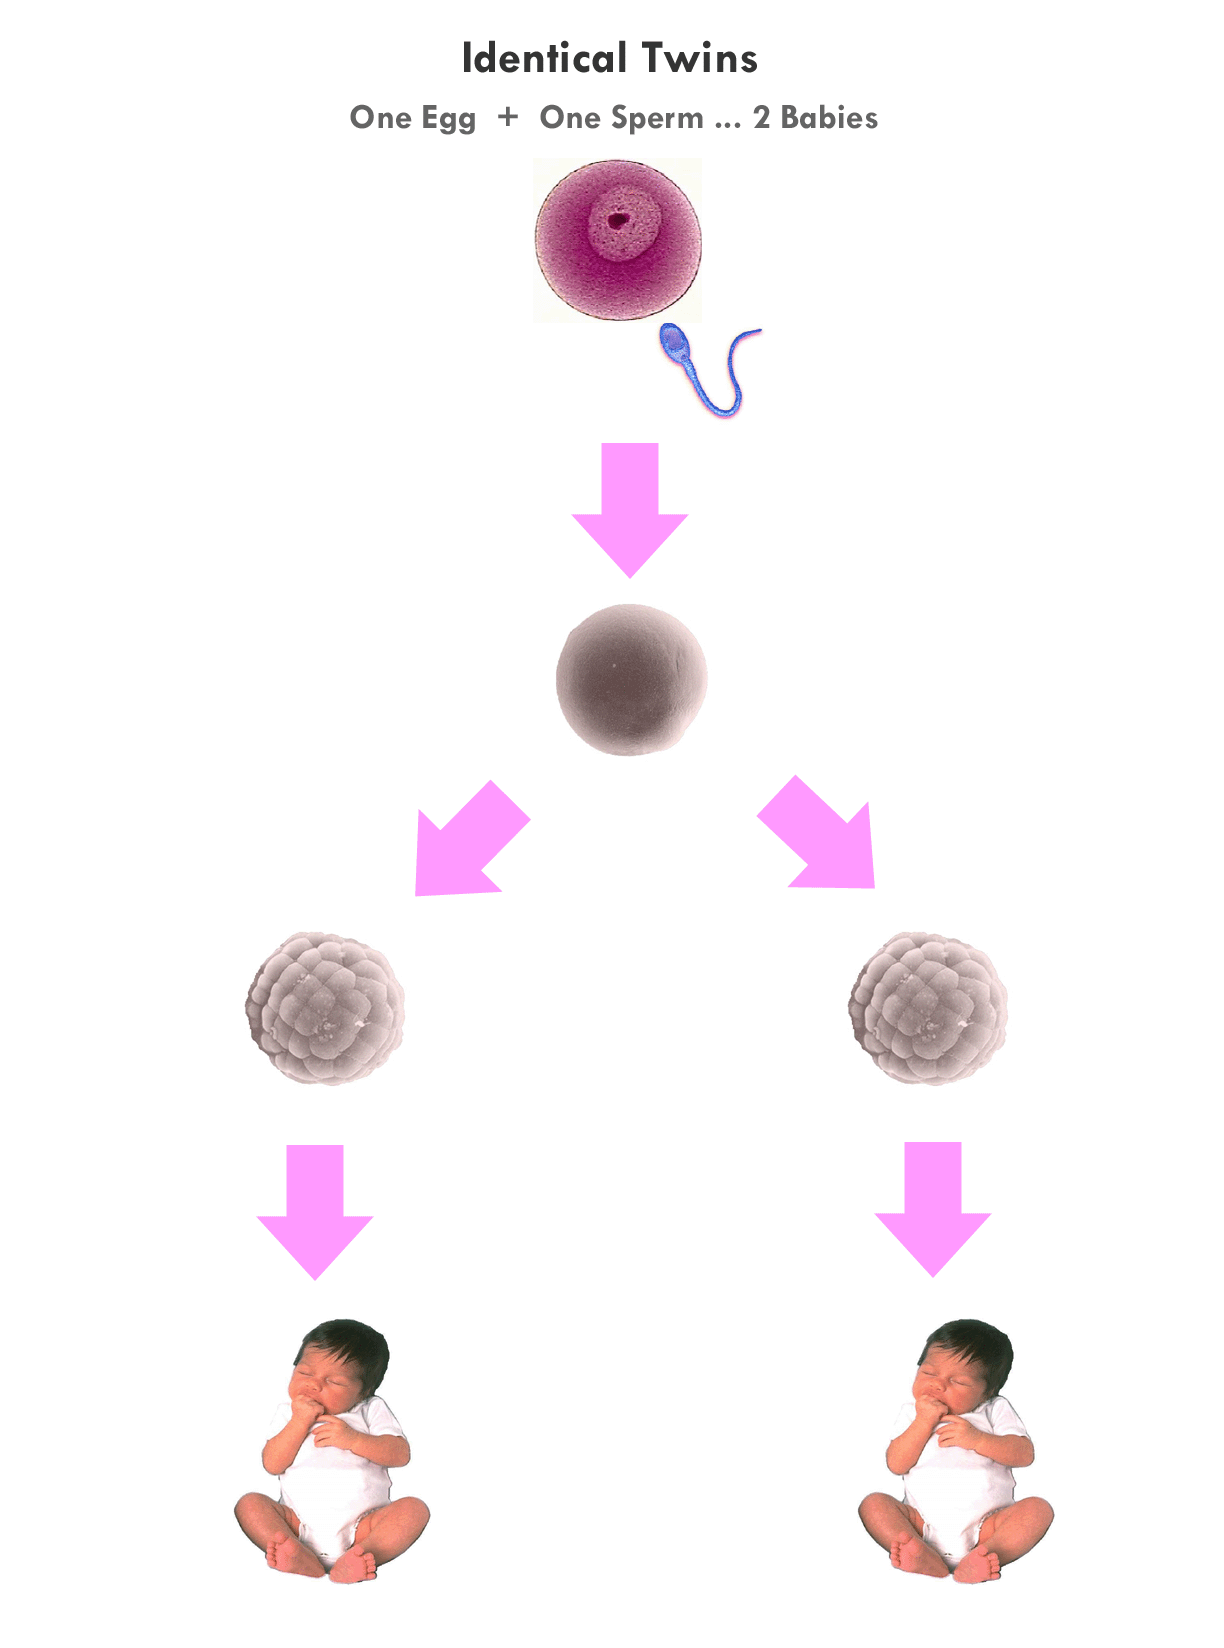 Identical Twins
One Egg + One Sperm ... 2 Babies